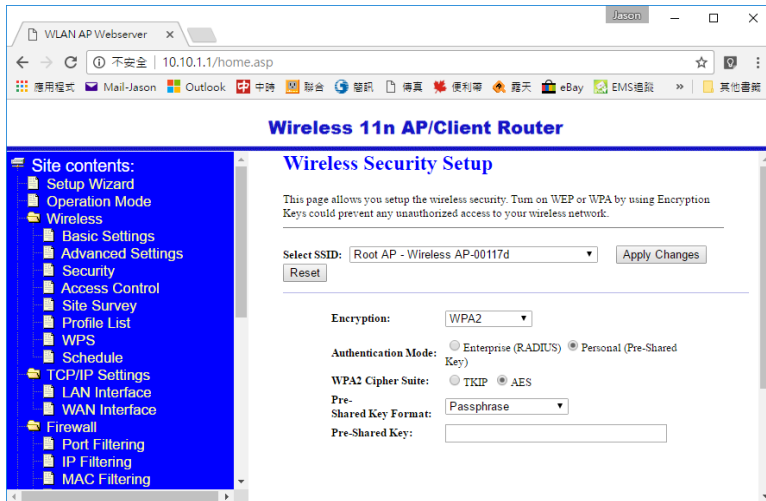 Jason
WLAN AP Webserver
不安全 | 10.10.1.1/home.asp
應用程式 Mail-Jason Outlook 中時 聯合 簡訊 傳真 便利帶 露天 eBay EMS追蹤 » 其他書籤
Wireless 11n AP/Client Router
Site contents:
Setup Wizard
Operation Mode
Wireless
Basic Settings
Advanced Settings
Security
Access Control
Site Survey
Profile List
WPS
Schedule
TCP/IP Settings
LAN Interface
WAN Interface
Firewall
Port Filtering
IP Filtering
MAC Filtering
Wireless Security Setup
This page allows you setup the wireless security. Turn on WEP or WPA by using Encryption
Keys could prevent any unauthorized access to your wireless network.
Select SSID: Root AP - Wireless AP-00117d Apply Changes
Reset
Encryption: WPA2
Authentication Mode: Enterprise (RADIUS) Personal (Pre-Shared
Key)
WPA2 Cipher Suite: TKIP AES
Pre-
Shared Key Format: Passphrase
Pre-Shared Key: